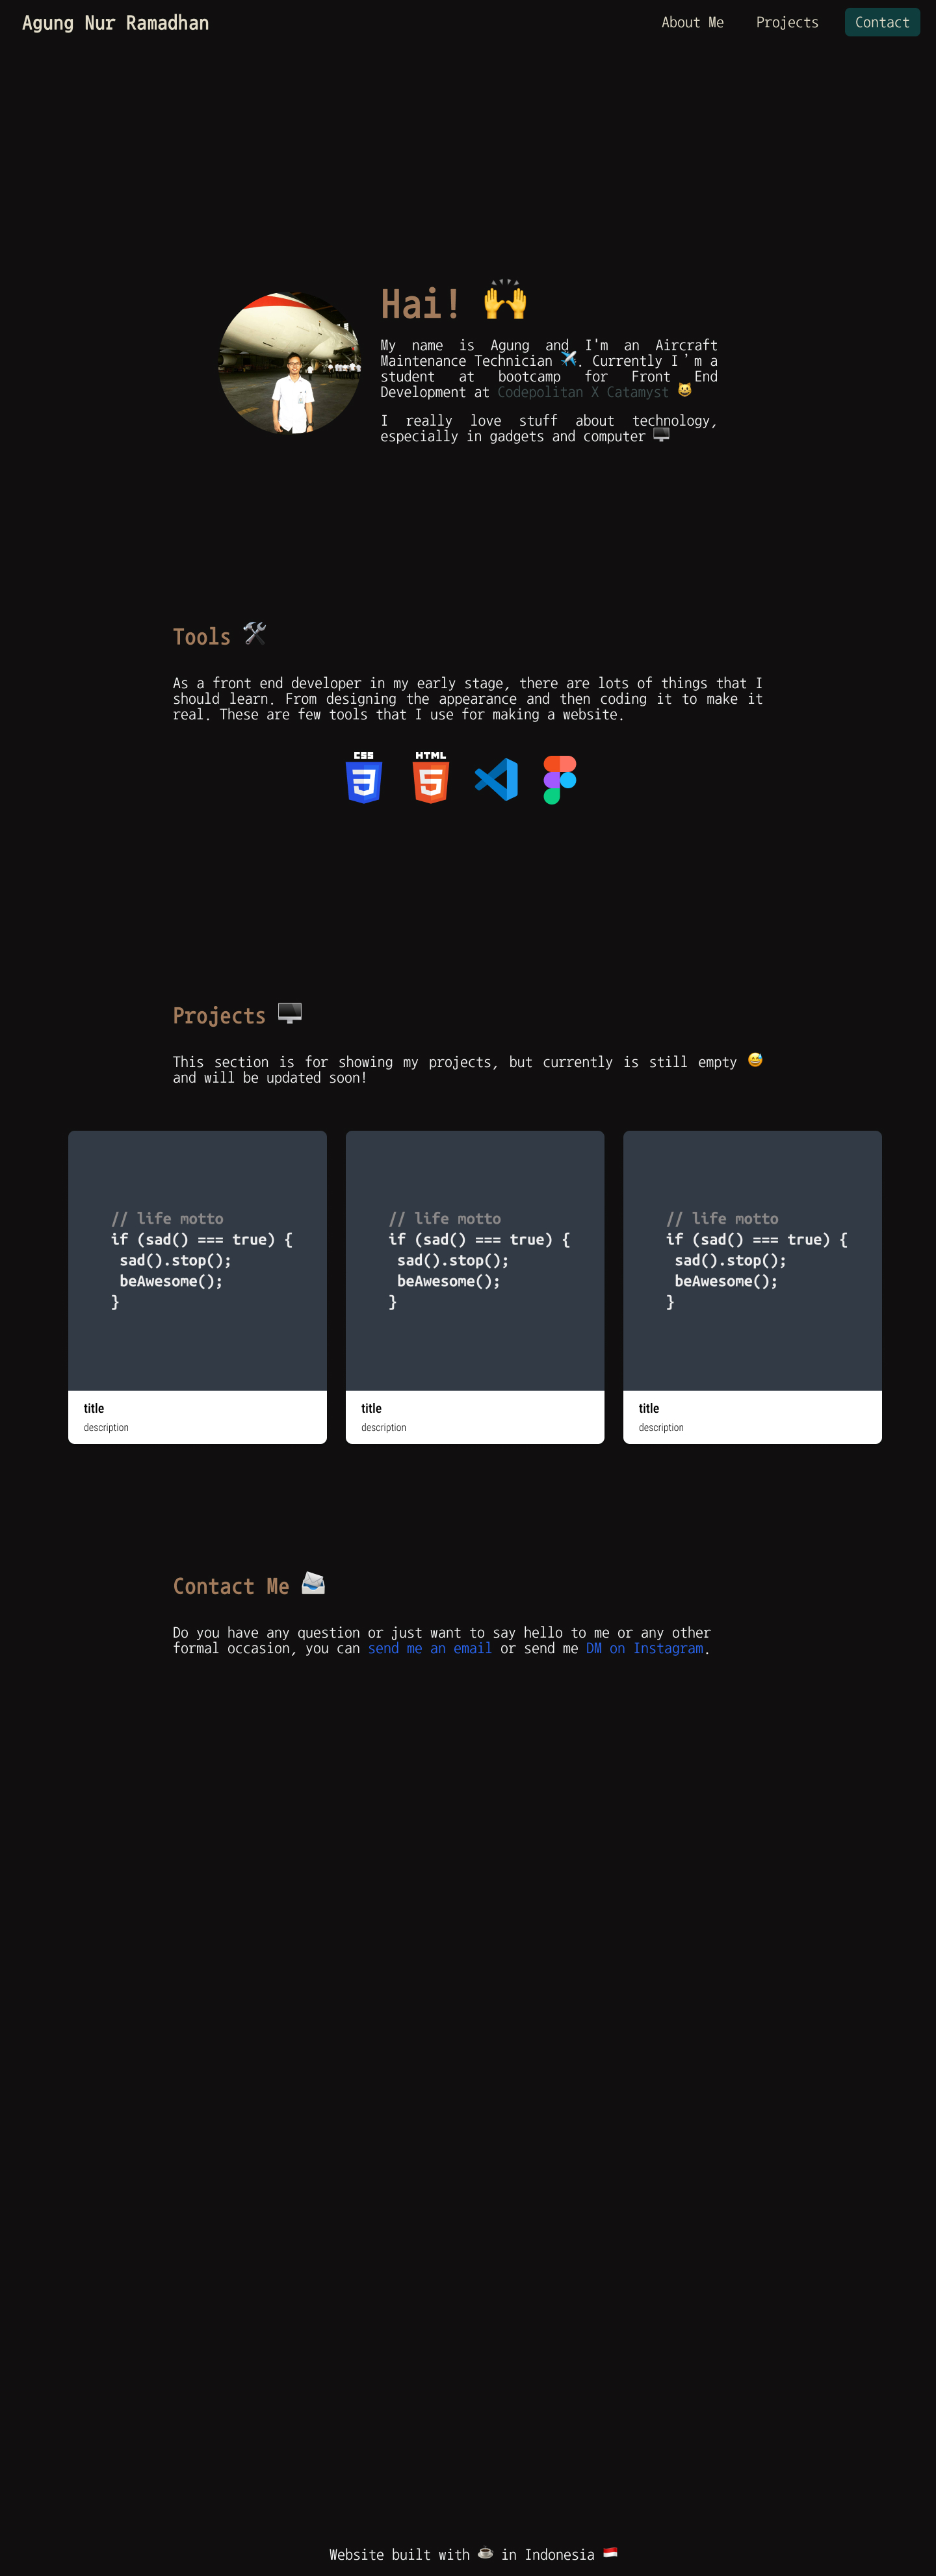 Agung Nur Ramadhan
About Me Projects Contact
Hai! 🙌
My name is Agung and I'm an Aircraft
Maintenance Technician ✈️. Currently I'm a
student at bootcamp for Front End
Development at Codepolitan X Catamyst 😺
I really love stuff about technology,
especially in gadgets and computer 🖥️
Tools 🛠️
As a front end developer in my early stage, there are lots of things that I
should learn. From designing the appearance and then coding it to make it
real. These are few tools that I use for making a website.
CSS HTML
3 5
Projects 🖥️
This section is for showing my projects, but currently is still empty 😅
and will be updated soon!
// life motto
if (sad() === true) {
sad().stop();
beAwesome();
}
title
description
// life motto
if (sad() === true) {
sad().stop();
beAwesome();
}
title
description
// life motto
if (sad() === true) {
sad().stop();
beAwesome();
}
title
description
Contact Me 📨
Do you have any question or just want to say hello to me or any other
formal occasion, you can send me an email or send me DM on Instagram.
Website built with ☕ in Indonesia 🇮🇩